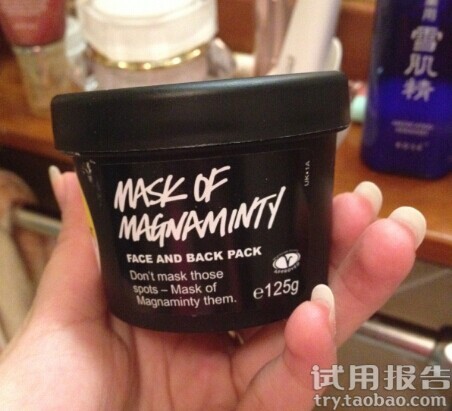 雪肌精
MASK OF
MAGNAMINTY
FACE AND BACK PACK
Don't mask those
spots – Mask of
Magnaminty them.
℮125g
试用报告
try.taobao.com